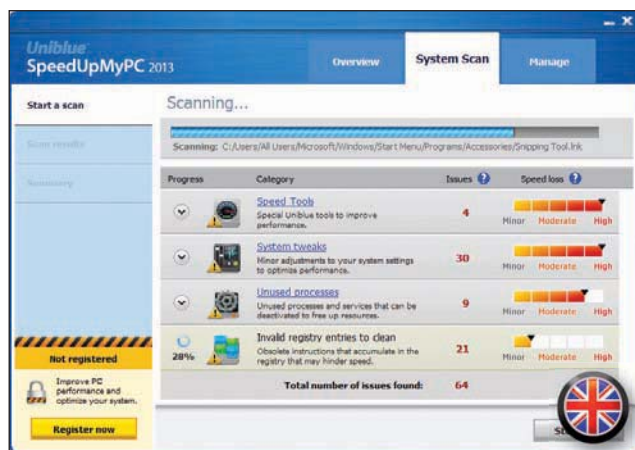 Uniblue
SpeedUpMyPC 2013
Overview
System Scan
Manage
Start a scan
Scan results
Summary
Scanning...
Scanning: C:/Users/All Users/Microsoft/Windows/Start Menu/Programs/Accessories/Snipping Tool.lnk
Progress Category Issues ? Speed loss ?
Speed Tools
Special Uniblue tools to improve
performance.
4
Minor Moderate High
System tweaks
Minor adjustments to your system settings
to optimize performance.
30
Minor Moderate High
Unused processes
Unused processes and services that can be
deactivated to free up resources.
9
Minor Moderate High
28%
Invalid registry entries to clean
Obsolete instructions that accumulate in the
registry that may hinder speed.
21
Minor Moderate High
Total number of issues found: 64
Not registered
Improve PC
performance and
optimize your system.
Register now